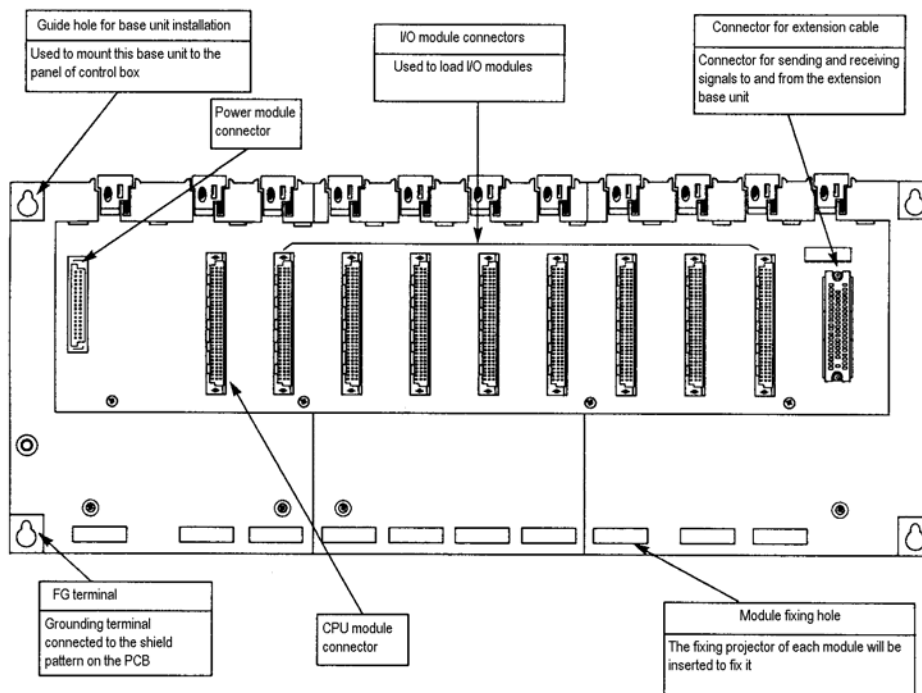 Guide hole for base unit installation
Used to mount this base unit to the
panel of control box
I/O module connectors
Used to load I/O modules
Connector for extension cable
Connector for sending and receiving
signals to and from the extension
base unit
Power module
connector
FG terminal
Grounding terminal
connected to the shield
pattern on the PCB
CPU module
connector
Module fixing hole
The fixing projector of each module will be
inserted to fix it